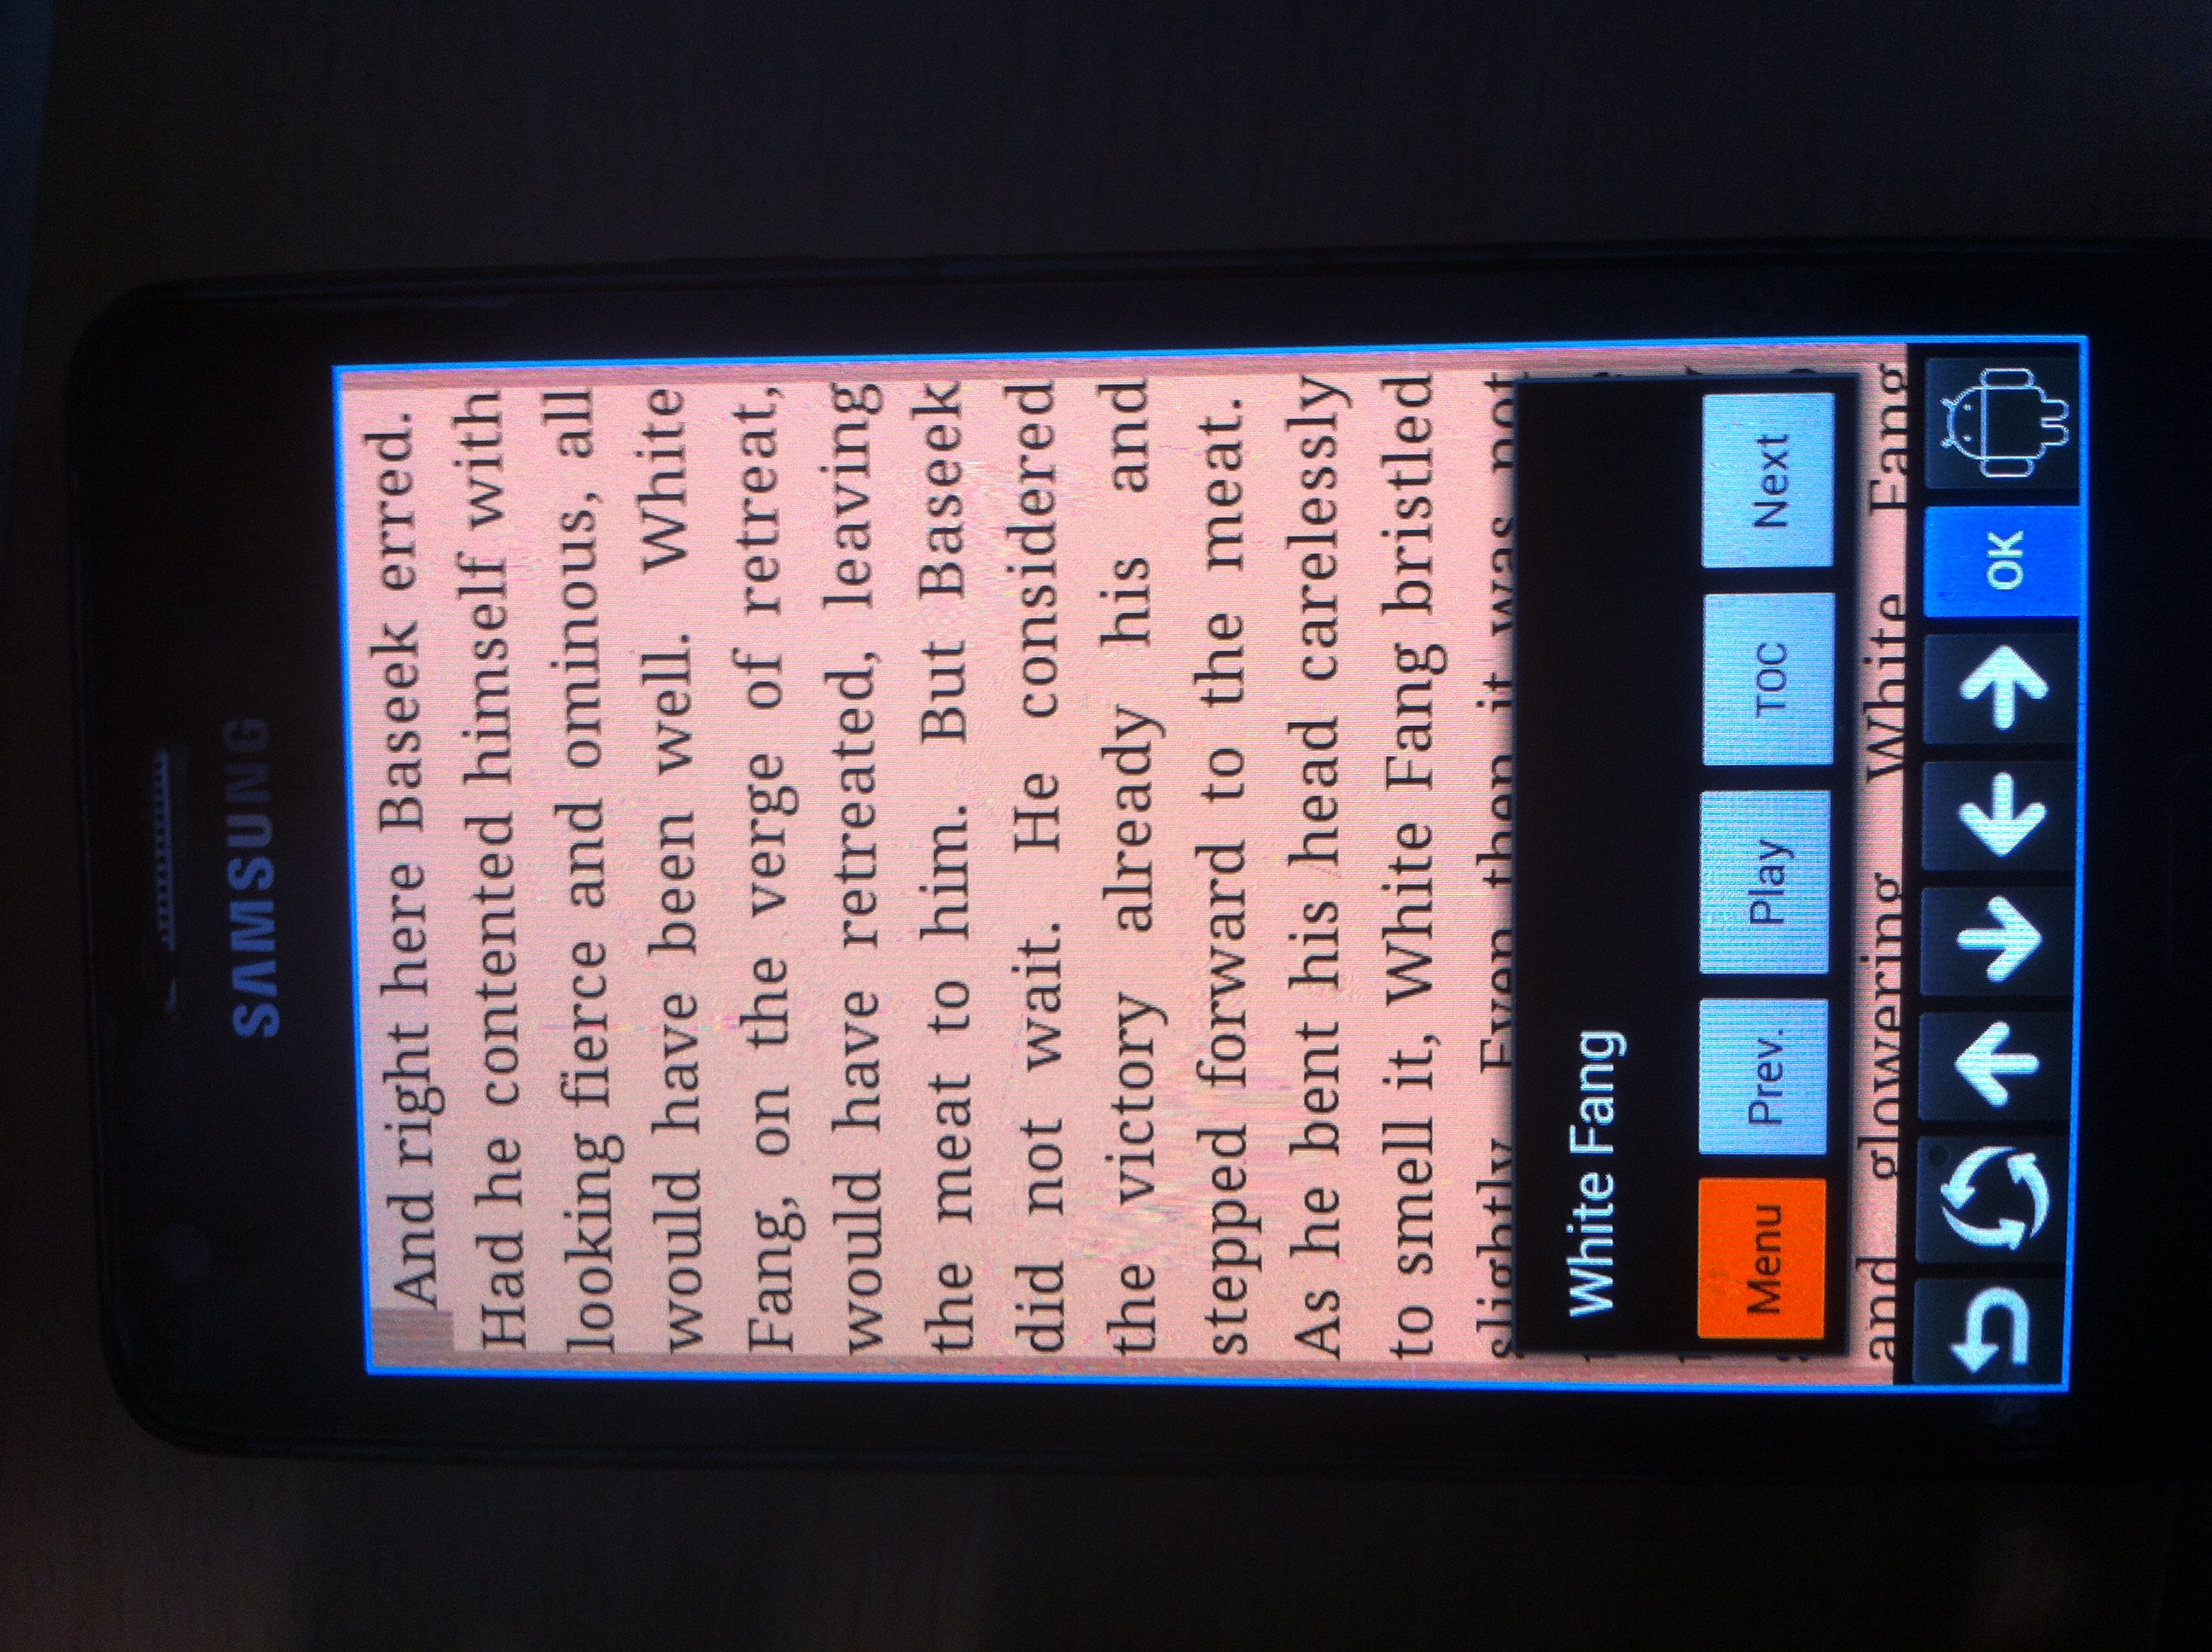 SAMSUNG
And right here Baseek erred.
Had he contented himself with
looking fierce and ominous, all
would have been well. White
Fang, on the verge of retreat,
would have retreated, leaving
the meat to him. But Baseek
did not wait. He considered
the victory already his and
stepped forward to the meat.
As he bent his head carelessly
to smell it, White Fang bristled
slightly. Even then it was not
White Fang
Menu Prev. Play TOC Next
and glowering White Fang
OK